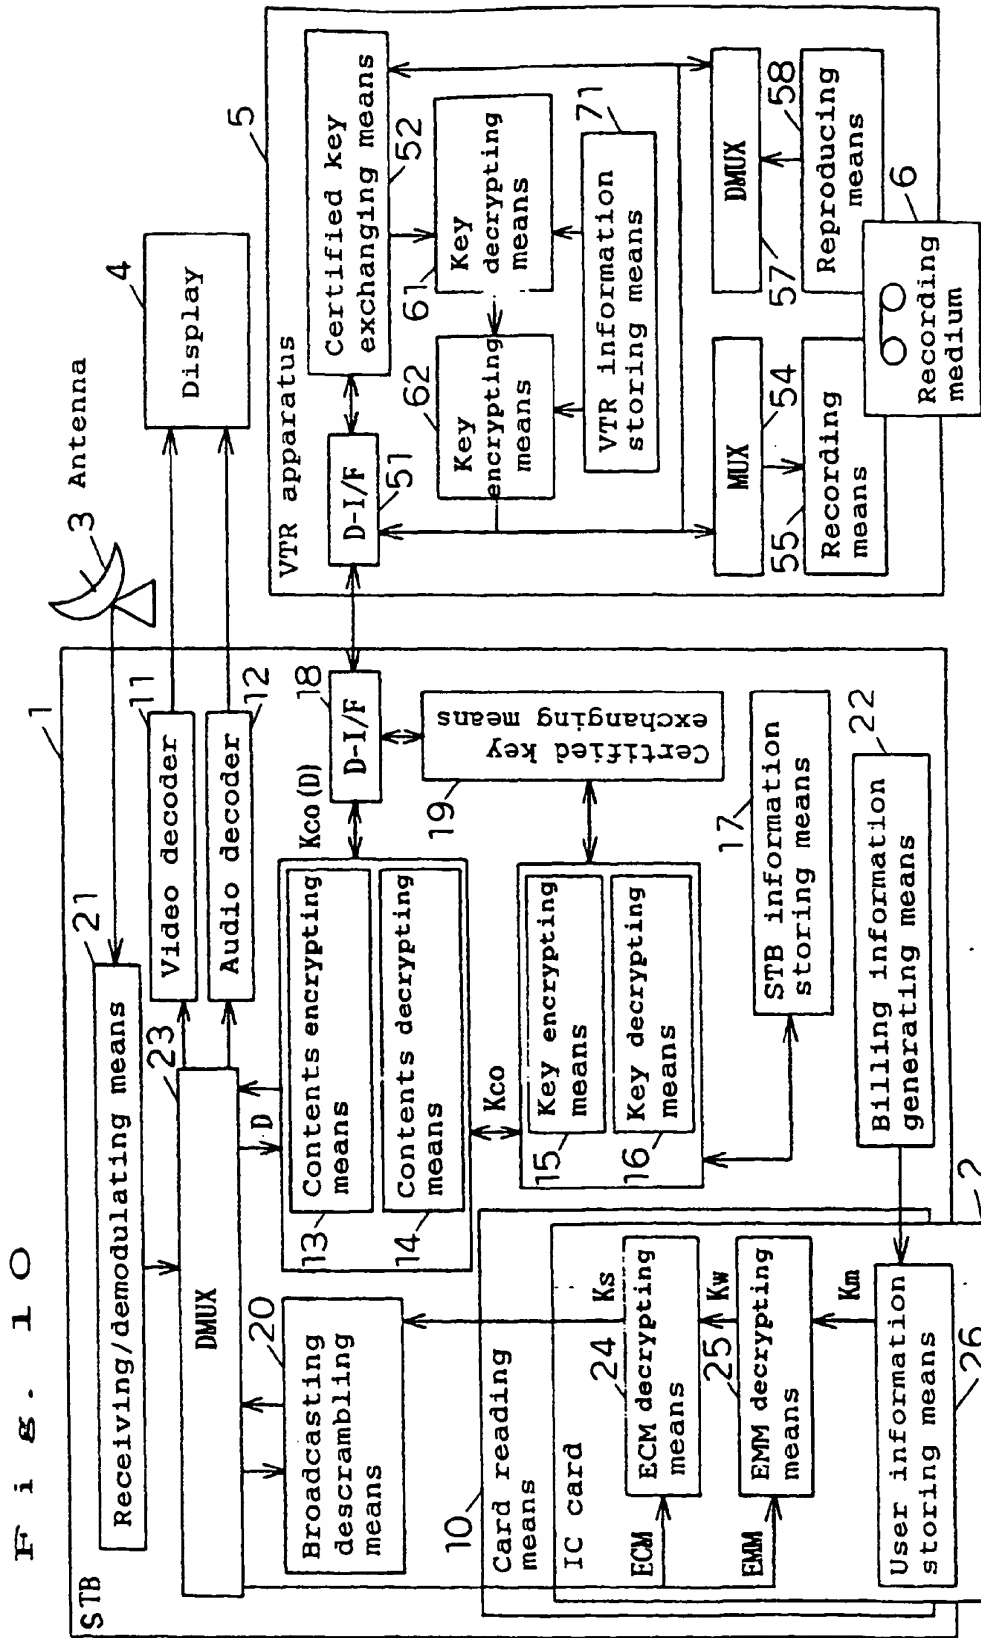 Fig. 10
STB
1
Receiving/demodulating means
21
DMUX
23
Video decoder
11
Audio decoder
12
3
Antenna
4
Display
Broadcasting
descrambling
means
20
D
Contents encrypting
means
13
Contents decrypting
means
14
Kco(D)
D-I/F
18
Certified key
exchanging means
19
Kco
Key encrypting
means
15
Key decrypting
means
16
STB information
storing means
17
Billing information
generating means
22
10
Card reading
means
IC card
2
Ks
ECM
ECM decrypting
means
24
Kw
EMM
EMM decrypting
means
25
Km
User information
storing means
26
VTR apparatus
5
D-I/F
51
Certified key
exchanging means
52
Key
decrypting
means
61
Key
encrypting
means
62
VTR information
storing means
71
MUX
54
Recording
means
55
DMUX
57
Reproducing
means
58
Recording
medium
6